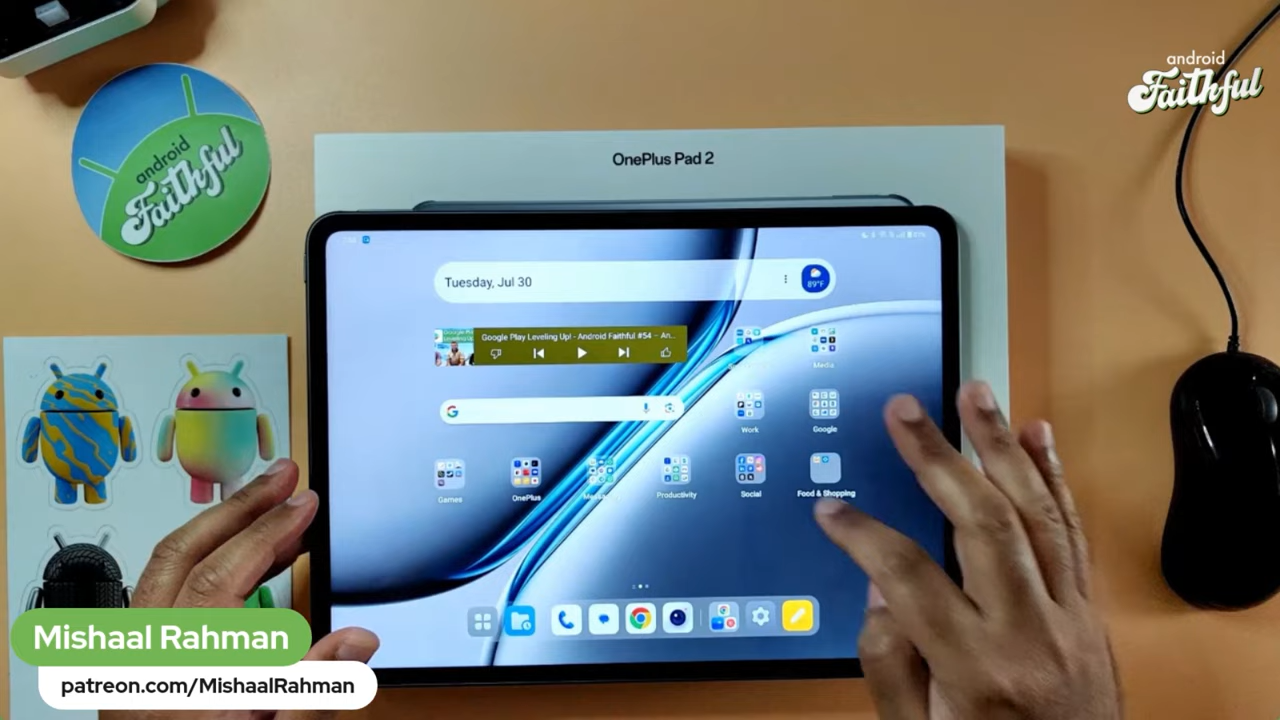 android
Faithful
OnePlus Pad 2
android
Faithful
Tuesday, Jul 30
89°F
Google Play Leveling Up! - Android Faithful #54 – An...
Media
Work
Google
Games
OnePlus
Productivity
Social
Food & Shopping
Mishaal Rahman
patreon.com/MishaalRahman